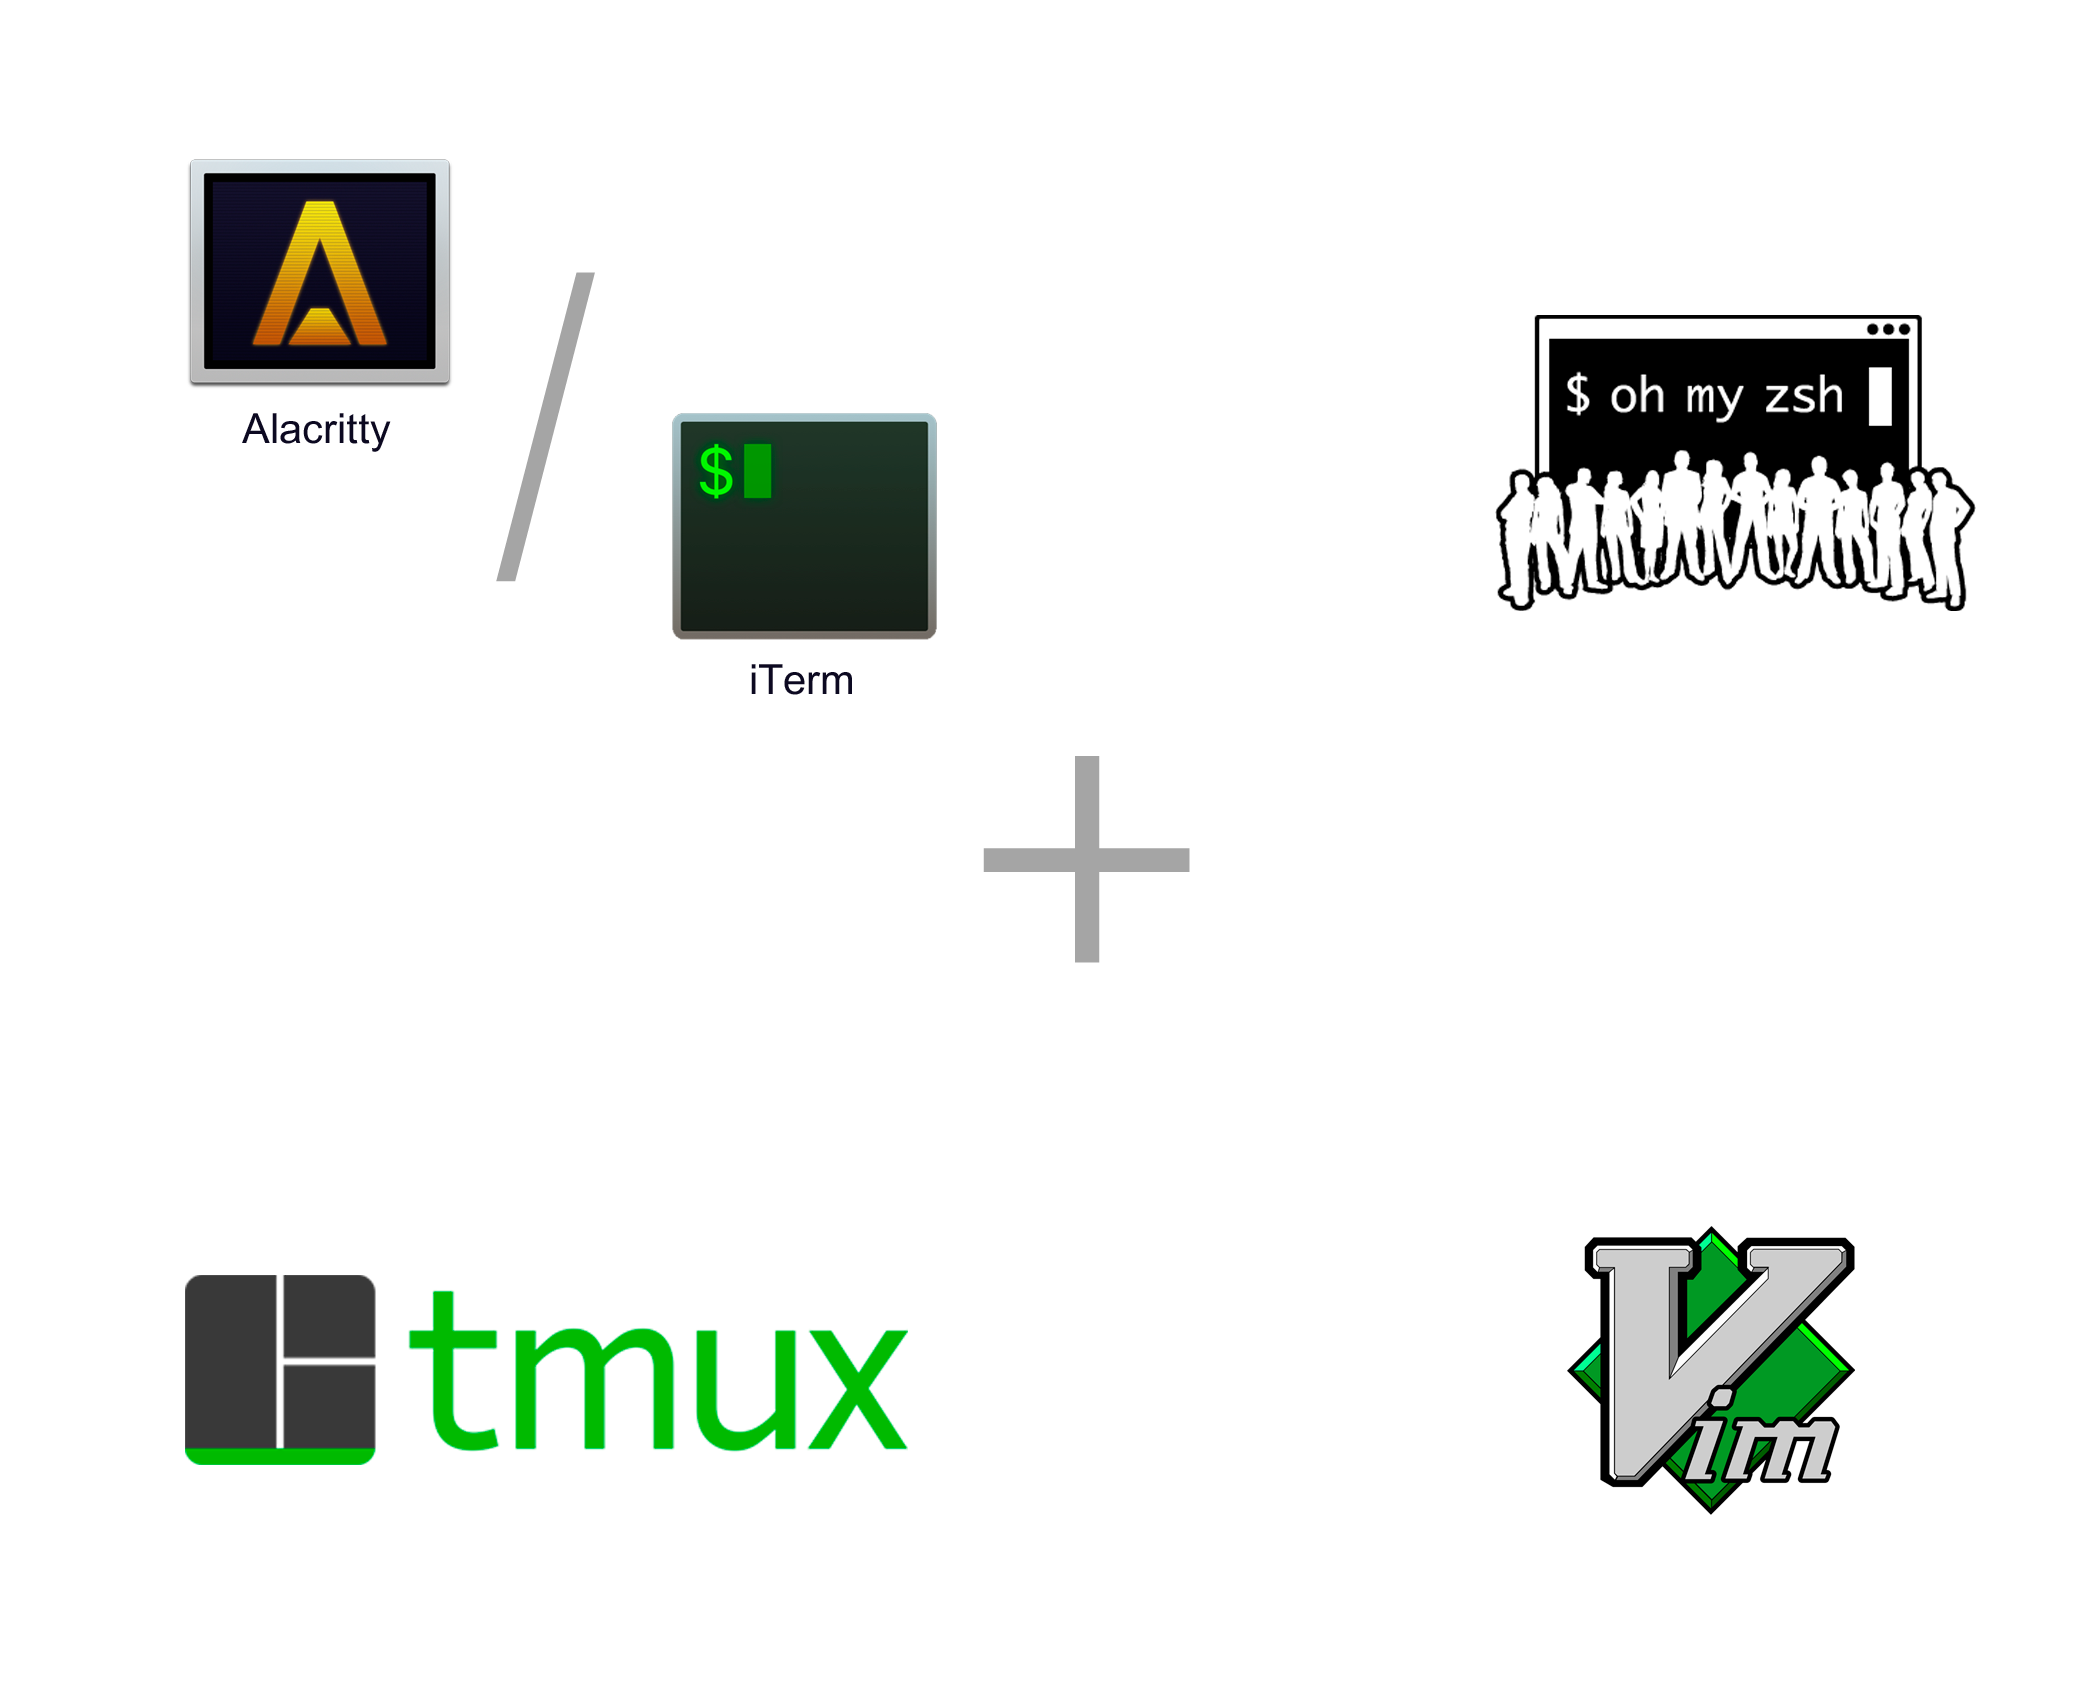 Alacritty
$
iTerm
$ oh my zsh
tmux
Vim